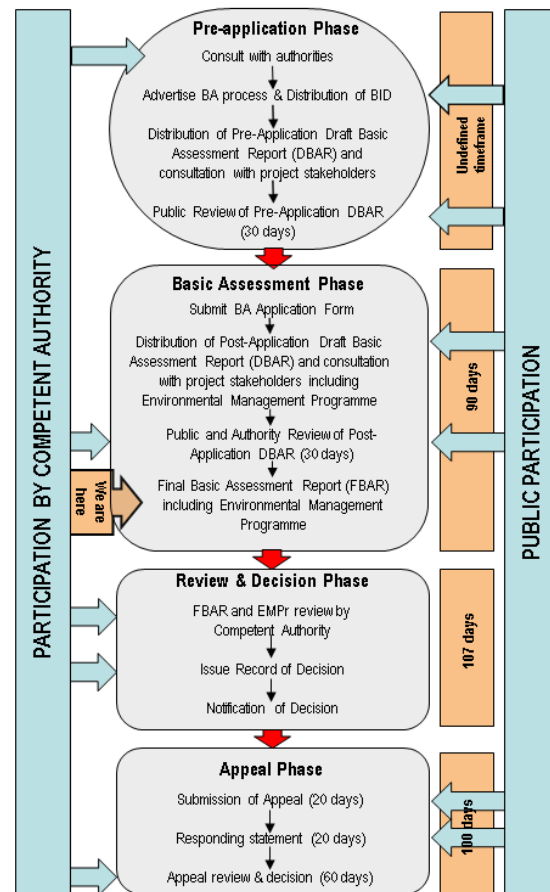 Pre-application Phase
Consult with authorities
Advertise BA process & Distribution of BID
Distribution of Pre-Application Draft Basic
Assessment Report (DBAR) and
consultation with project stakeholders
Public Review of Pre-Application DBAR
(30 days)
Undefined
timeframe
PARTICIPATION BY COMPETENT AUTHORITY
PUBLIC PARTICIPATION
Basic Assessment Phase
Submit BA Application Form
Distribution of Post-Application Draft Basic
Assessment Report (DBAR) and consultation
with project stakeholders including
Environmental Management Programme
Public and Authority Review of Post-
Application DBAR (30 days)
Final Basic Assessment Report (FBAR)
including Environmental Management
Programme
90 days
We are
here
Review & Decision Phase
FBAR and EMPr review by
Competent Authority
Issue Record of Decision
Notification of Decision
107 days
Appeal Phase
Submission of Appeal (20 days)
Responding statement (20 days)
Appeal review & decision (60 days)
100 days